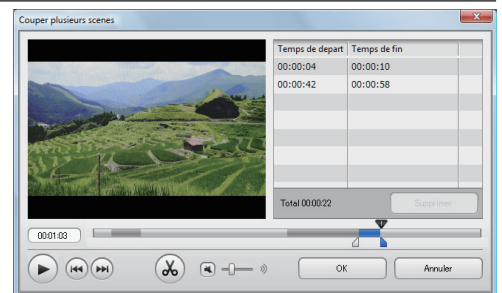 Couper plusieurs scenes
Temps de depart Temps de fin
00:00:04 00:00:10
00:00:42 00:00:58
Total 00:00:22 Supprimer
00:01:03
OK Annuler